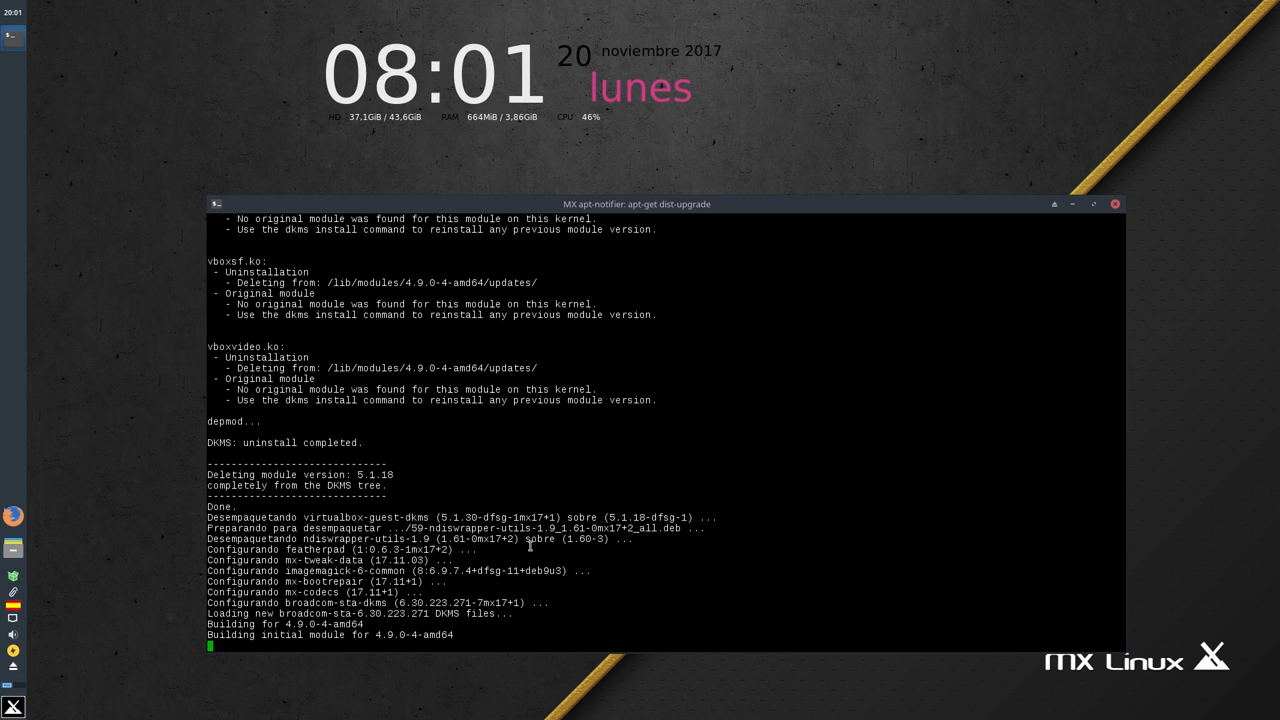 20:01
08:01
20 noviembre 2017
lunes
HD 37,1GiB / 43,6GiB RAM 664MiB / 3,86GiB CPU 46%
MX apt-notifier: apt-get dist-upgrade
- No original module was found for this module on this kernel.
- Use the dkms install command to reinstall any previous module version.
vboxsf.ko:
- Uninstallation
- Deleting from: /lib/modules/4.9.0-4-amd64/updates/
- Original module
- No original module was found for this module on this kernel.
- Use the dkms install command to reinstall any previous module version.
vboxvideo.ko:
- Uninstallation
- Deleting from: /lib/modules/4.9.0-4-amd64/updates/
- Original module
- No original module was found for this module on this kernel.
- Use the dkms install command to reinstall any previous module version.
depmod...
DKMS: uninstall completed.
------------------------------
Deleting module version: 5.1.18
completely from the DKMS tree.
------------------------------
Done.
Desempaquetando virtualbox-guest-dkms (5.1.30-dfsg-1mx17+1) sobre (5.1.18-dfsg-1) ...
Preparando para desempaquetar .../59-ndiswrapper-utils-1.9_1.61-0mx17+2_all.deb ...
Desempaquetando ndiswrapper-utils-1.9 (1.61-0mx17+2) sobre (1.60-3) ...
Configurando featherpad (1:0.6.3-1mx17+2) ...
Configurando mx-tweak-data (17.11.03) ...
Configurando imagemagick-6-common (8:6.9.7.4+dfsg-11+deb9u3) ...
Configurando mx-bootrepair (17.11+1) ...
Configurando mx-codecs (17.11+1) ...
Configurando broadcom-sta-dkms (6.30.223.271-7mx17+1) ...
Loading new broadcom-sta-6.30.223.271 DKMS files...
Building for 4.9.0-4-amd64
Building initial module for 4.9.0-4-amd64
mx Linux